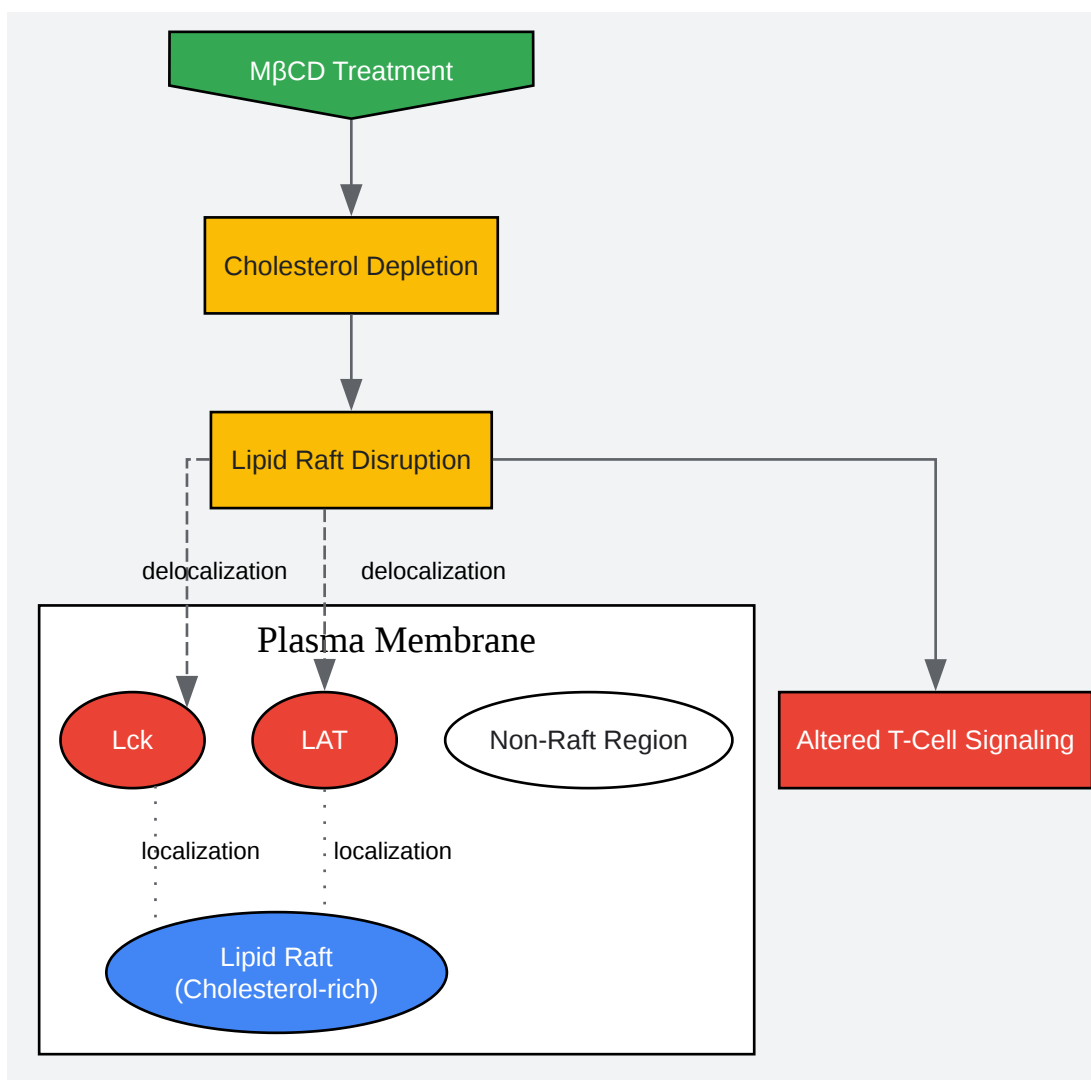 MβCD Treatment
Cholesterol Depletion
Lipid Raft Disruption
delocalization
delocalization
Plasma Membrane
Lck
LAT
Non-Raft Region
Altered T-Cell Signaling
localization
localization
Lipid Raft
(Cholesterol-rich)